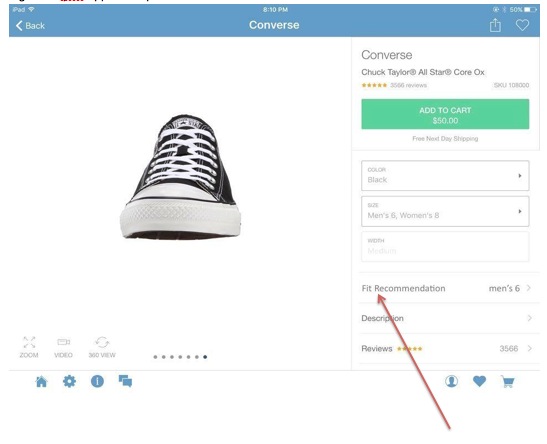 iPad
8:10 PM
50%
Back
Converse
Converse
Chuck Taylor® All Star® Core Ox
3566 reviews
SKU 108000
ADD TO CART
$50.00
Free Next Day Shipping
COLOR
Black
SIZE
Men's 6, Women's 8
WIDTH
Medium
Fit Recommendation
men's 6
Description
Reviews
3566
ZOOM
VIDEO
360 VIEW